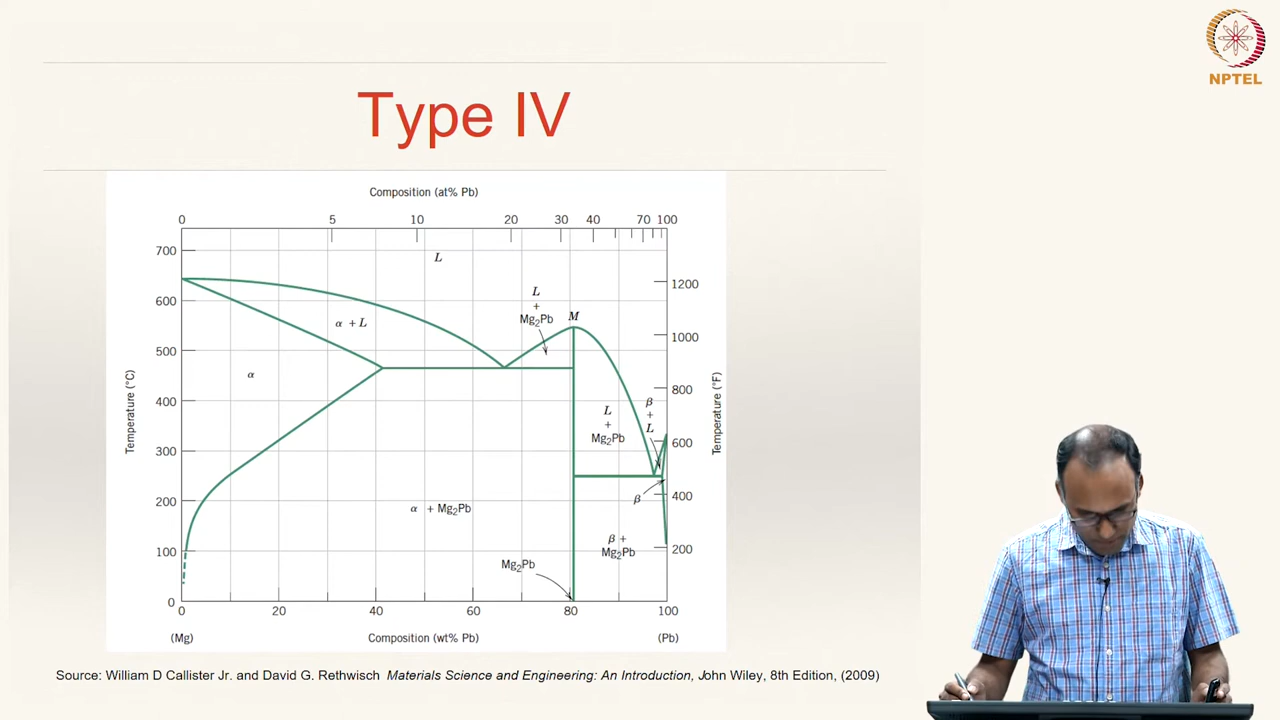 NPTEL
Type IV
Composition (at% Pb)
0 5 10 20 30 40 70 100
L
700
600
500
400
300
200
100
0
1200
1000
800
600
400
200
Temperature (°C)
Temperature (°F)
α + L
L
+
Mg₂Pb
M
α
L
+
Mg₂Pb
β
+
L
β
α + Mg₂Pb
β +
Mg₂Pb
Mg₂Pb
0 20 40 60 80 100
(Mg) Composition (wt% Pb) (Pb)
Source: William D Callister Jr. and David G. Rethwisch Materials Science and Engineering: An Introduction, John Wiley, 8th Edition, (2009)